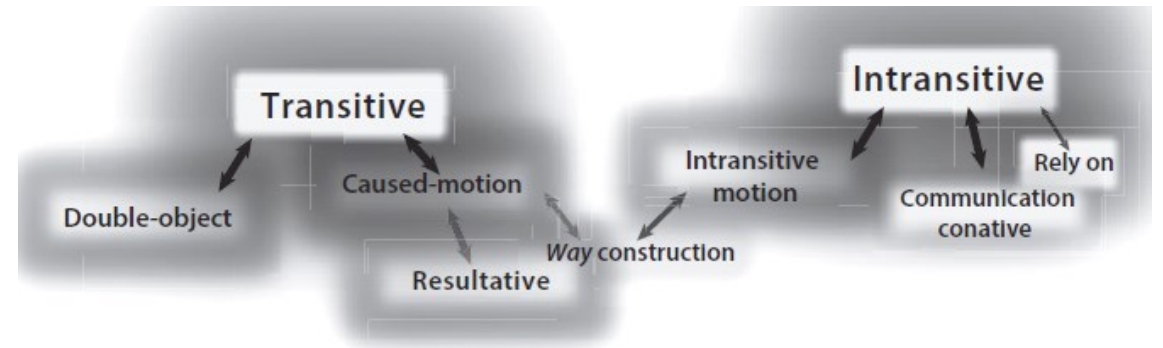 Transitive
Intransitive
Double-object
Caused-motion
Resultative
Way construction
Intransitive
motion
Communication
conative
Rely on